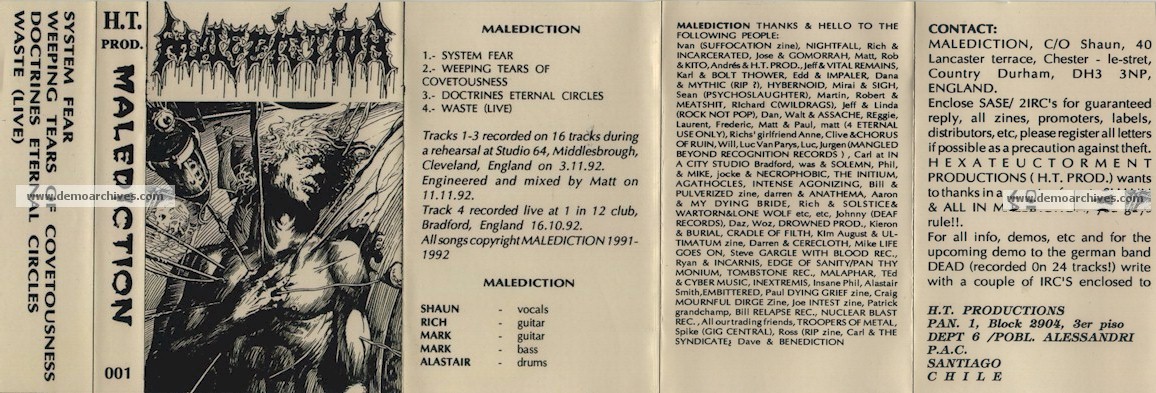 SYSTEM FEAR
WEEPING TEARS OF COVETOUSNESS
DOCTRINES ETERNAL CIRCLES
WASTE (LIVE)
H.T.
PROD.
MALEDICTION
001
MALEDICTION
MALEDICTION
1.- SYSTEM FEAR
2.- WEEPING TEARS OF
COVETOUSNESS
3.- DOCTRINES ETERNAL CIRCLES
4.- WASTE (LIVE)
Tracks 1-3 recorded on 16 tracks during
a rehearsal at Studio 64, Middlesbrough,
Cleveland, England on 3.11.92.
Engineered and mixed by Matt on
11.11.92.
Track 4 recorded live at 1 in 12 club,
Bradford, England 16.10.92.
All songs copyright MALEDICTION 1991-
1992
MALEDICTION
SHAUN - vocals
RICH - guitar
MARK - guitar
MARK - bass
ALASTAIR - drums
MALEDICTION THANKS & HELLO TO THE
FOLLOWING PEOPLE:
Ivan (SUFFOCATION zine), NIGHTFALL, Rich &
INCARCERATED, Jose & GOMORRAH, Matt, Rob
& KITO, Andrés & H.T. PROD., Jeff & VITAL REMAINS,
Karl & BOLT THOWER, Edd & IMPALER, Dana
& MYTHIC (RIP ?), HYBERNOID, Mirai & SIGH,
Sean (PSYCHOSLAUGHTER), Martin, Robert &
MEATSHIT, RIchard C(WILDRAGS), Jeff & Linda
(ROCK NOT POP), Dan, Walt & ASSACHE, REggie,
Laurent, Frederic, Matt & Paul, matt (4 ETERNAL
USE ONLY), Richs' girlfriend Anne, Clive & CHORUS
OF RUIN, Will, Luc Van Parys, Luc, Jurgen (MANGLED
BEYOND RECOGNITION RECORDS ) , Carl at IN
A CITY STUDIO Bradford, was & SOLEMN, Phil,
& MIKE, jocke & NECROPHOBIC, THE INITIUM,
AGATHOCLES, INTENSE AGONIZING, Bill &
PULVERIZED zine, darren & ANATHEMA, Aaron
& MY DYING BRIDE, Rich & SOLSTICE&
WARTORN&LONE WOLF etc, etc, Johnny (DEAF
RECORDS), Daz, Woz, DROWNED PROD., Kieron
& BURIAL, CRADLE OF FILTH, Kim August & UL-
TIMATUM zine, Darren & CERECLOTH, Mike LIFE
GOES ON, Steve GARGLE WITH BLOOD REC.,
Ryan & INCARNIS, EDGE OF SANITY/PAN THY
MONIUM, TOMBSTONE REC., MALAPHAR, TEd
& CYBER MUSIC, INEXTREMIS, Insane Phil, Alastair
Smith,EMBITTERED, Paul DYING GRIEF zine, Craig
MOURNFUL DIRGE Zine, Joe INTEST zine, Patrick
grandchamp, Bill RELAPSE REC., NUCLEAR BLAST
REC. , All our trading friends, TROOPERS OF METAL,
Spike (GIG CENTRAL), Ross (RIP zine, Carl & THE
SYNDICATE¿ Dave & BENEDICTION
CONTACT:
MALEDICTION, C/O Shaun, 40
Lancaster terrace, Chester - le-stret,
Country Durham, DH3 3NP,
ENGLAND.
Enclose SASE/ 2IRC's for guaranteed
reply, all zines, promoters, labels,
distributors, etc, please register all letters
if possible as a precaution against theft.
HEXATEUCTORMENT
PRODUCTIONS ( H.T. PROD.) wants
to thanks in a
& ALL IN M
rule!!.
For all info, demos, etc and for the
upcoming demo to the german band
DEAD (recorded 0n 24 tracks!) write
with a couple of IRC'S enclosed to
H.T. PRODUCTIONS
PAN. 1, Block 2904, 3er piso
DEPT 6 /POBL. ALESSANDRI
P.A.C.
SANTIAGO
CHILE
www.demoarchives.com
www.demoarchives.com
www.demoarchives.com